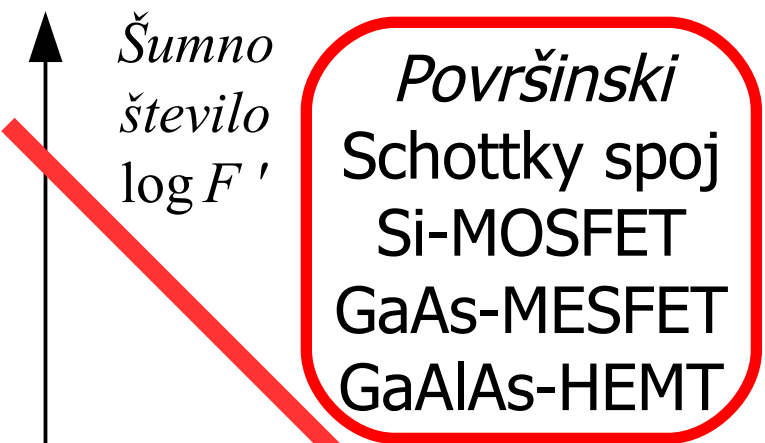 Šumno
število
log F '
Površinski
Schottky spoj
Si-MOSFET
GaAs-MESFET
GaAlAs-HEMT